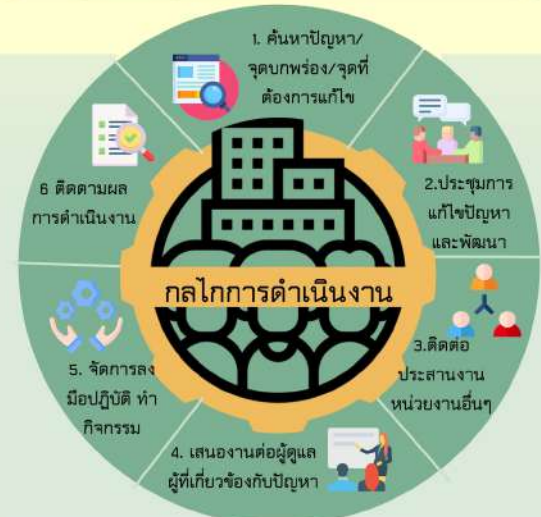 1. ค้นหาปัญหา/
จุดบกพร่อง/จุดที่
ต้องการแก้ไข
2.ประชุมการ
แก้ไขปัญหา
และพัฒนา
3.ติดต่อ
ประสานงาน
หน่วยงานอื่นๆ
4. เสนองานต่อผู้ดูแล
ผู้ที่เกี่ยวข้องกับปัญหา
5. จัดการลง
มือปฏิบัติ ทำ
กิจกรรม
6 ติดตามผล
การดำเนินงาน
กลไกการดำเนินงาน